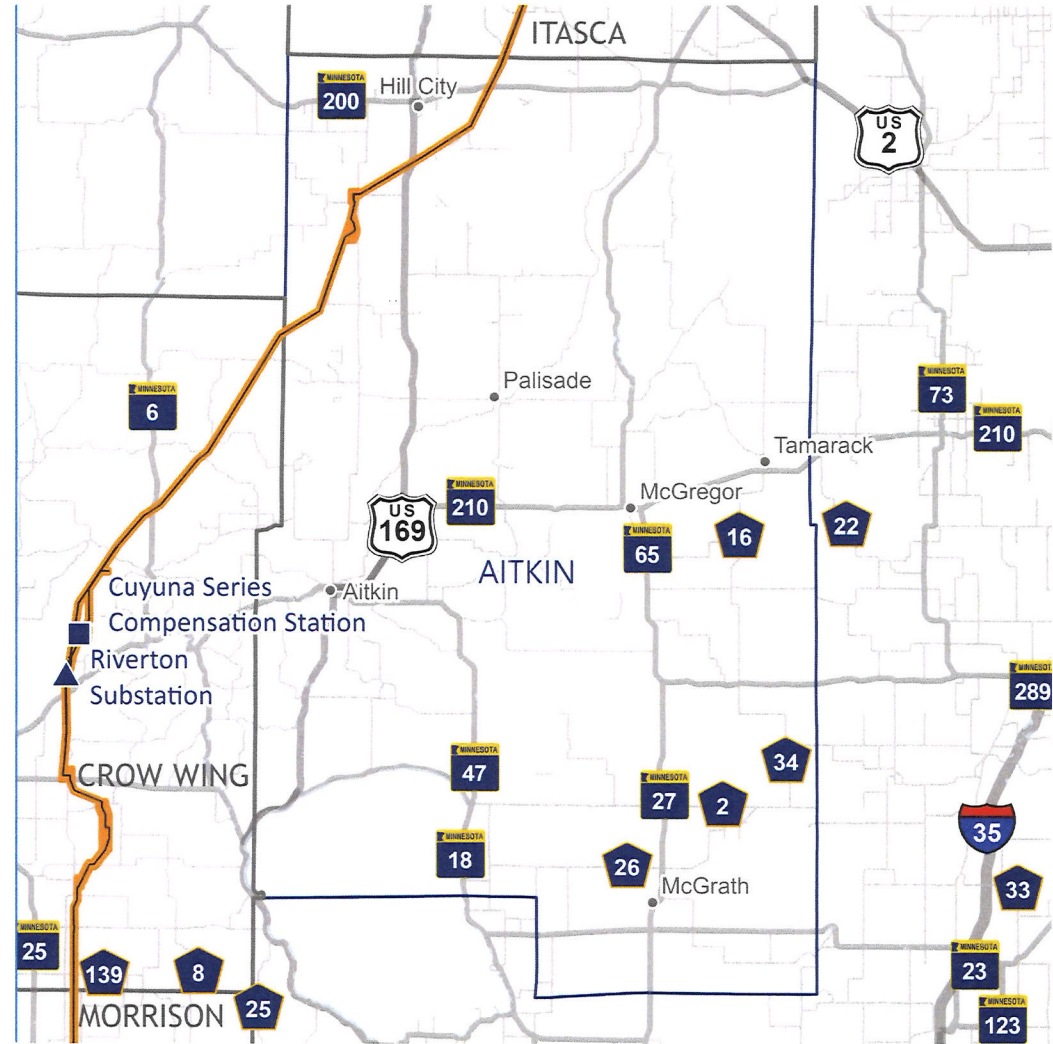 ITASCA
MINNESOTA
200
Hill City
US
2
MINNESOTA
6
Palisade
MINNESOTA
73
MINNESOTA
210
Tamarack
McGregor
MINNESOTA
210
US
169
MINNESOTA
65
16
22
AITKIN
Aitkin
Cuyuna Series
Compensation Station
Riverton
Substation
MINNESOTA
289
CROW WING
MINNESOTA
47
34
MINNESOTA
27
2
35
MINNESOTA
18
26
McGrath
33
MINNESOTA
25
139
8
25
MORRISON
MINNESOTA
23
MINNESOTA
123